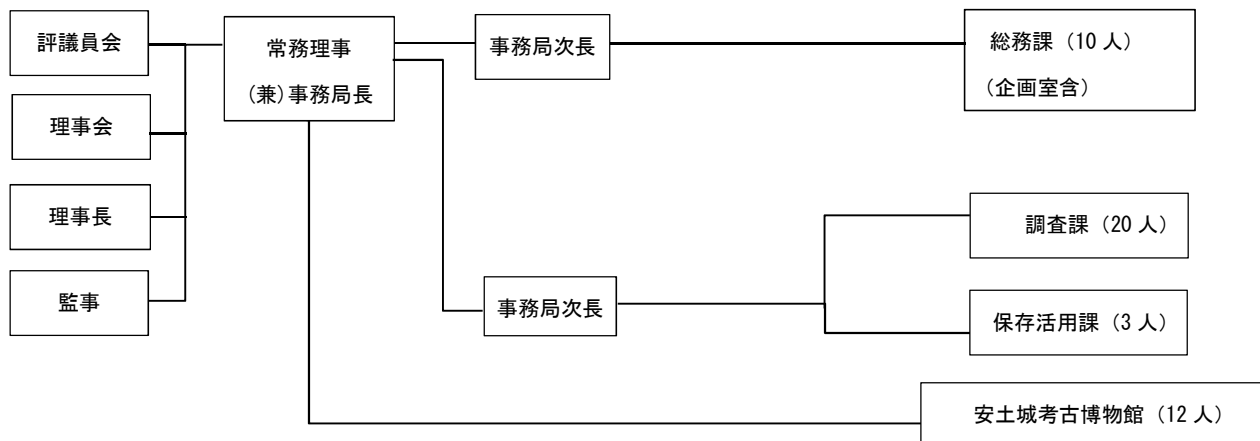 評議員会
理事会
理事長
監事
常務理事
(兼)事務局長
事務局次長
総務課（10人）
（企画室含）
事務局次長
調査課（20人）
保存活用課（3人）
安土城考古博物館（12人）